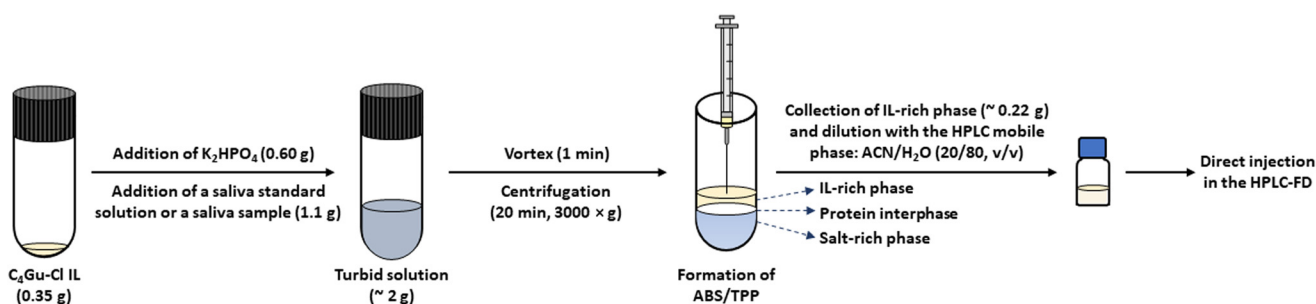 C₄Gu-Cl IL
(0.35 g)
Addition of K₂HPO₄ (0.60 g)
Addition of a saliva standard
solution or a saliva sample (1.1 g)
Turbid solution
(~ 2 g)
Vortex (1 min)
Centrifugation
(20 min, 3000 × g)
Formation of
ABS/TPP
IL-rich phase
Protein interphase
Salt-rich phase
Collection of IL-rich phase (~ 0.22 g)
and dilution with the HPLC mobile
phase: ACN/H₂O (20/80, v/v)
Direct injection
in the HPLC-FD